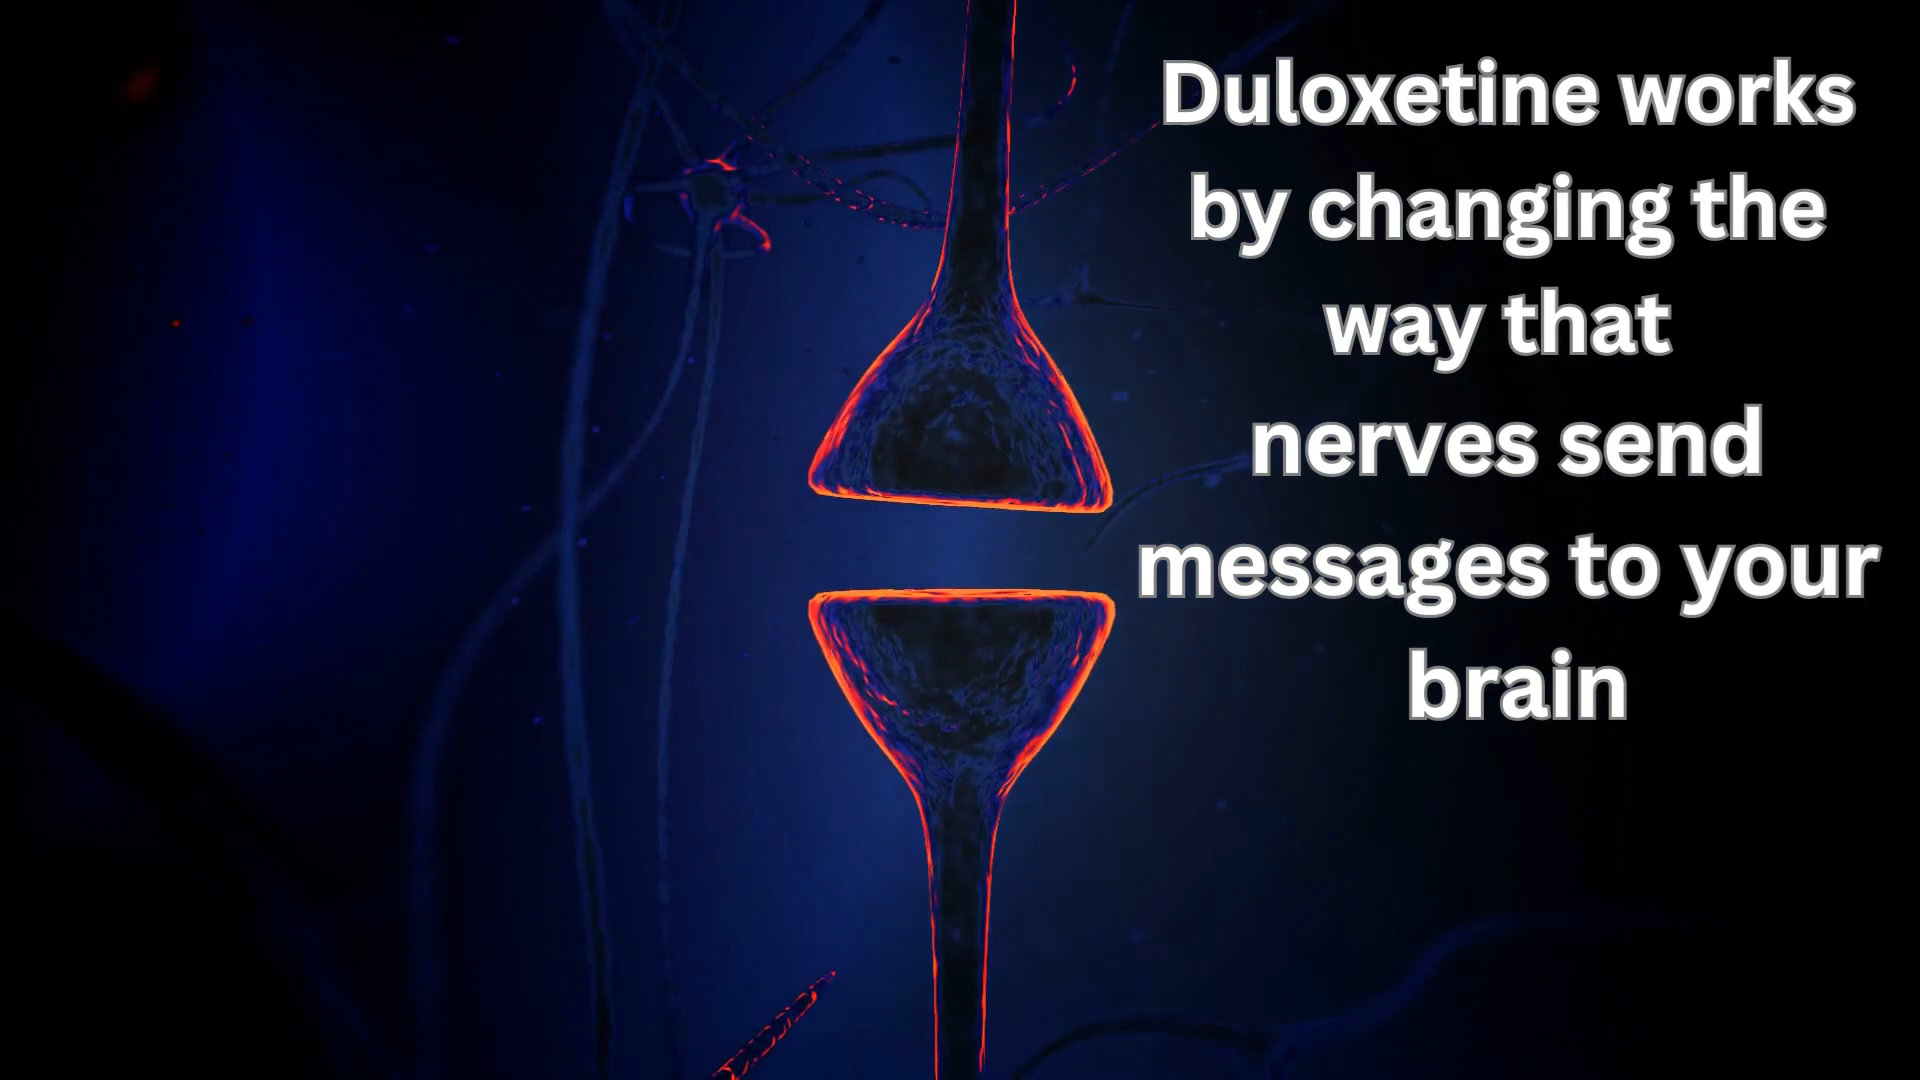 Duloxetine works
by changing the
way that
nerves send
messages to your
brain